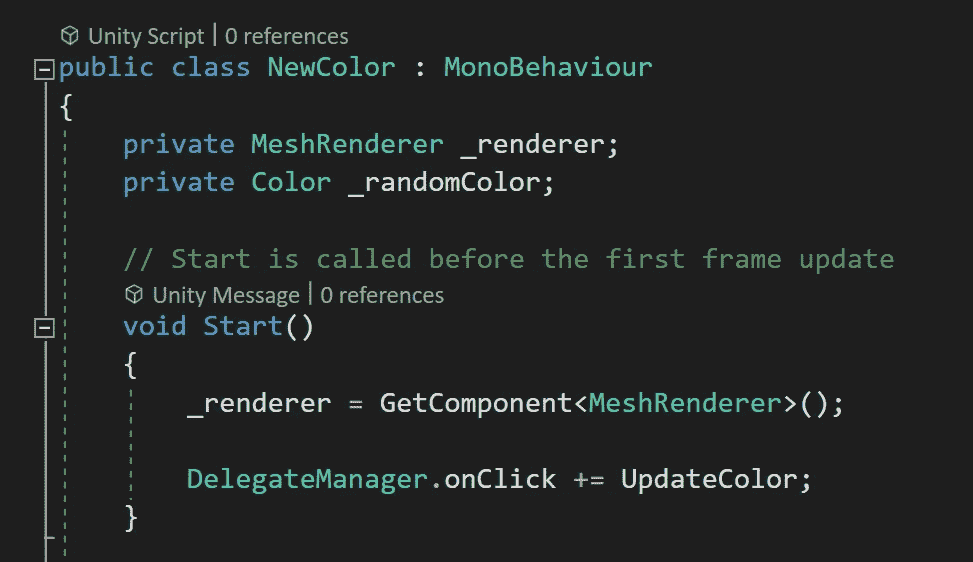 Unity Script | 0 references
public class NewColor : MonoBehaviour
{
private MeshRenderer _renderer;
private Color _randomColor;
// Start is called before the first frame update
Unity Message | 0 references
void Start()
{
_renderer = GetComponent<MeshRenderer>();
DelegateManager.onClick += UpdateColor;
}